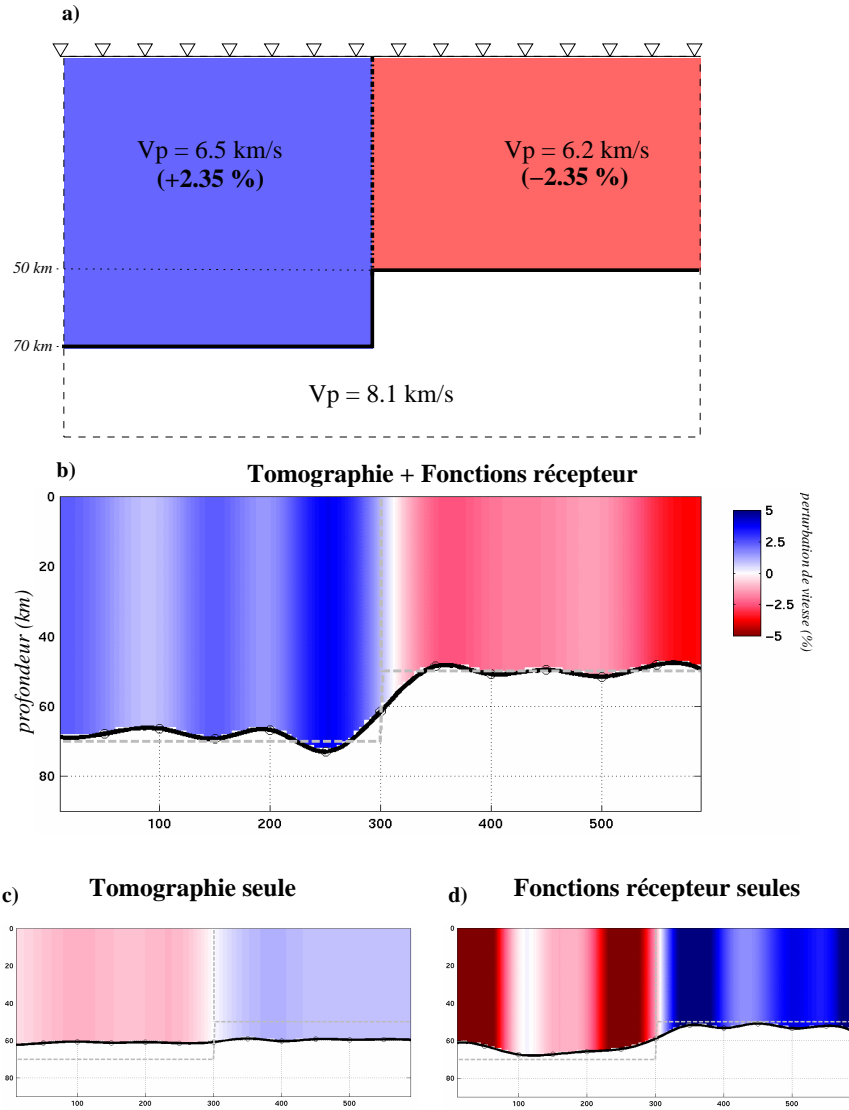 a)
Vp = 6.5 km/s
(+2.35 %)
Vp = 6.2 km/s
(−2.35 %)
50 km
70 km
Vp = 8.1 km/s
b)
Tomographie + Fonctions récepteur
0
20
40
60
80
profondeur (km)
100
200
300
400
500
5
2.5
0
−2.5
−5
perturbation de vitesse (%)
c)
Tomographie seule
0
20
40
60
80
100
200
300
400
500
d)
Fonctions récepteur seules
0
20
40
60
80
100
200
300
400
500